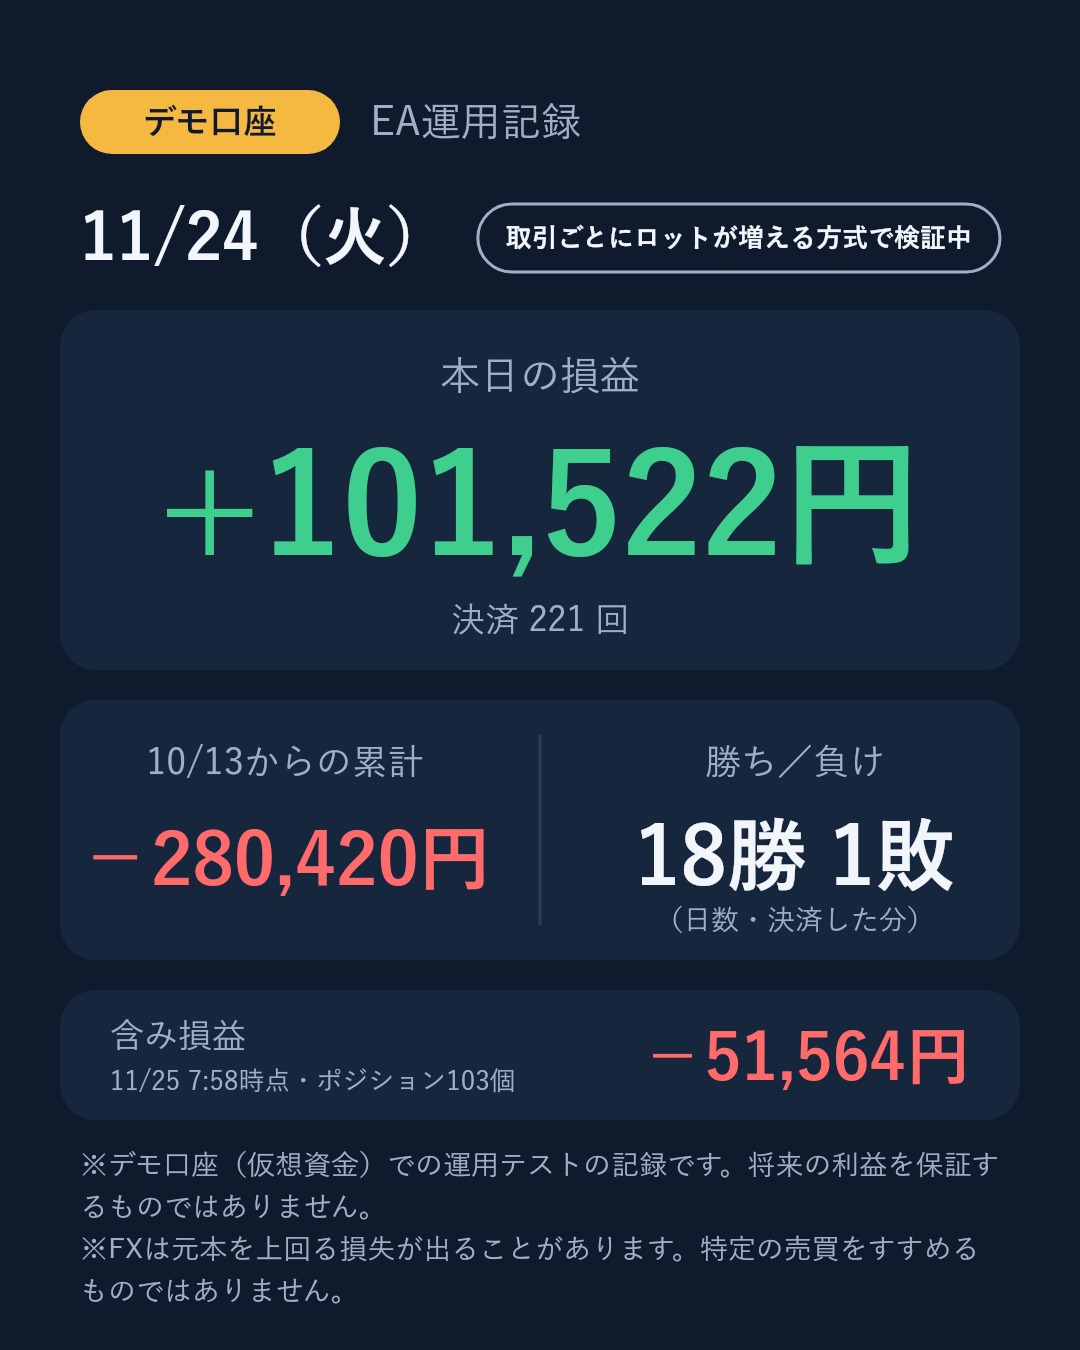 デモ口座
EA運用記録
11/24（火）
取引ごとにロットが増える方式で検証中
本日の損益
＋101,522円
決済 221 回
10/13からの累計
－280,420円
勝ち／負け
18勝 1敗
（日数・決済した分）
含み損益
11/25 7:58時点・ポジション103個
－51,564円
※デモ口座（仮想資金）での運用テストの記録です。将来の利益を保証す
るものではありません。
※FXは元本を上回る損失が出ることがあります。特定の売買をすすめる
ものではありません。